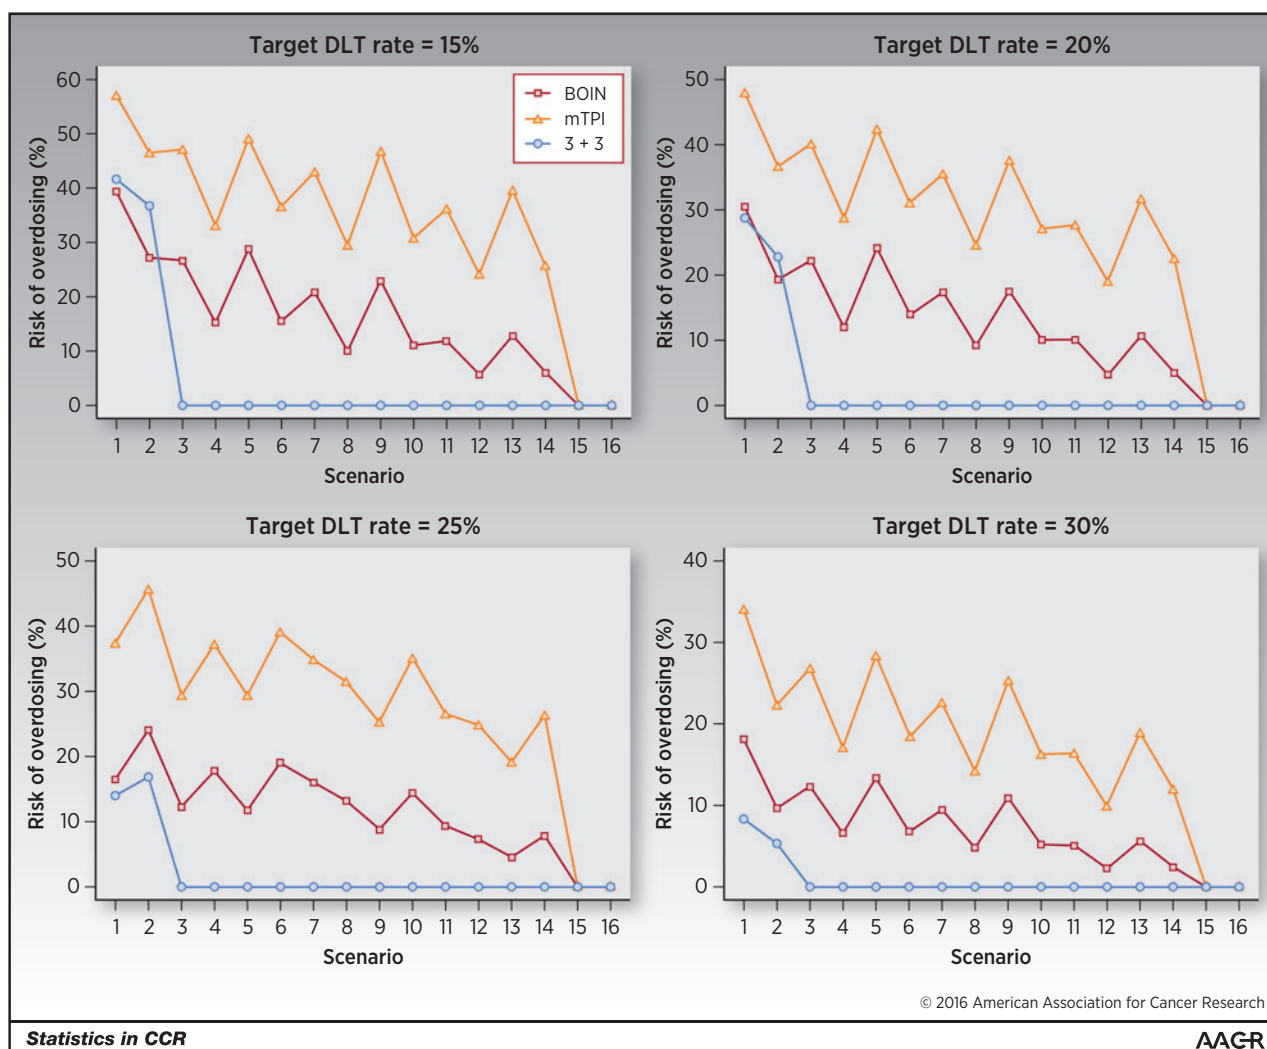 Target DLT rate = 15%
Risk of overdosing (%)
60
50
40
30
20
10
0
BOIN
mTPI
3 + 3
1 2 3 4 5 6 7 8 9 10 11 12 13 14 15 16
Scenario
Target DLT rate = 20%
Risk of overdosing (%)
50
40
30
20
10
0
1 2 3 4 5 6 7 8 9 10 11 12 13 14 15 16
Scenario
Target DLT rate = 25%
Risk of overdosing (%)
50
40
30
20
10
0
1 2 3 4 5 6 7 8 9 10 11 12 13 14 15 16
Scenario
Target DLT rate = 30%
Risk of overdosing (%)
40
30
20
10
0
1 2 3 4 5 6 7 8 9 10 11 12 13 14 15 16
Scenario
© 2016 American Association for Cancer Research
Statistics in CCR
AACR